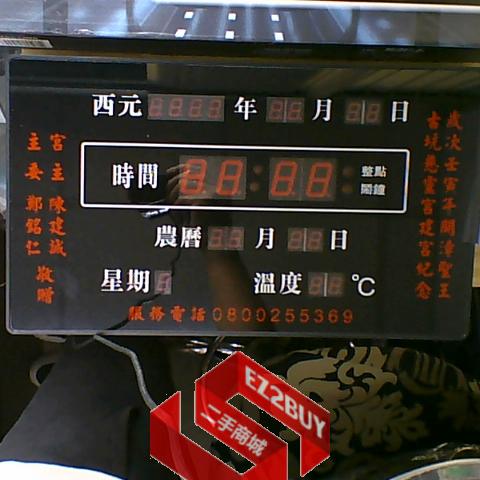 西元 年 月 日
時間 整點
鬧鐘
農曆 月 日
星期 溫度 ℃
服務電話0800255369
歲次壬寅年開漳聖王
古坑慈靈宮建宮紀念
宮主 陳建誠
主委 鄭銘仁 敬贈
EZ2BUY
二手商城